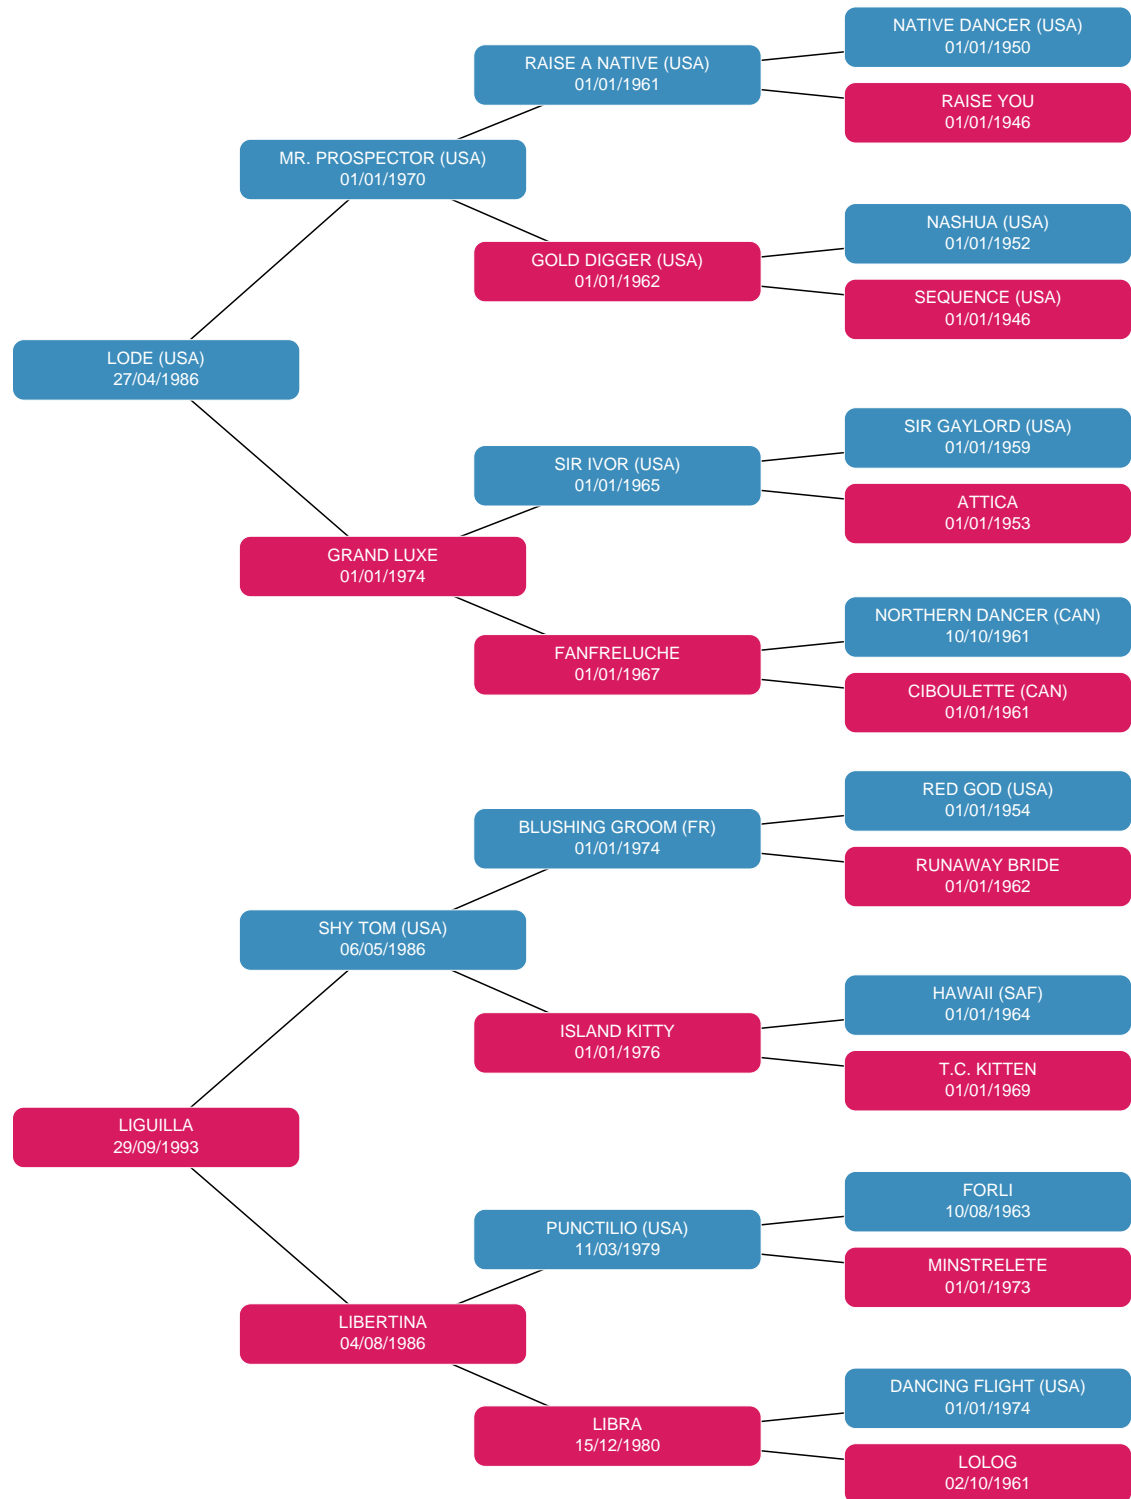 NATIVE DANCER (USA)
01/01/1950
RAISE A NATIVE (USA)
01/01/1961
RAISE YOU
01/01/1946
MR. PROSPECTOR (USA)
01/01/1970
NASHUA (USA)
01/01/1952
GOLD DIGGER (USA)
01/01/1962
SEQUENCE (USA)
01/01/1946
LODE (USA)
27/04/1986
SIR GAYLORD (USA)
01/01/1959
SIR IVOR (USA)
01/01/1965
ATTICA
01/01/1953
GRAND LUXE
01/01/1974
NORTHERN DANCER (CAN)
10/10/1961
FANFRELUCHE
01/01/1967
CIBOULETTE (CAN)
01/01/1961
RED GOD (USA)
01/01/1954
BLUSHING GROOM (FR)
01/01/1974
RUNAWAY BRIDE
01/01/1962
SHY TOM (USA)
06/05/1986
HAWAII (SAF)
01/01/1964
ISLAND KITTY
01/01/1976
T.C. KITTEN
01/01/1969
LIGUILLA
29/09/1993
FORLI
10/08/1963
PUNCTILIO (USA)
11/03/1979
MINSTRELETE
01/01/1973
LIBERTINA
04/08/1986
DANCING FLIGHT (USA)
01/01/1974
LIBRA
15/12/1980
LOLOG
02/10/1961